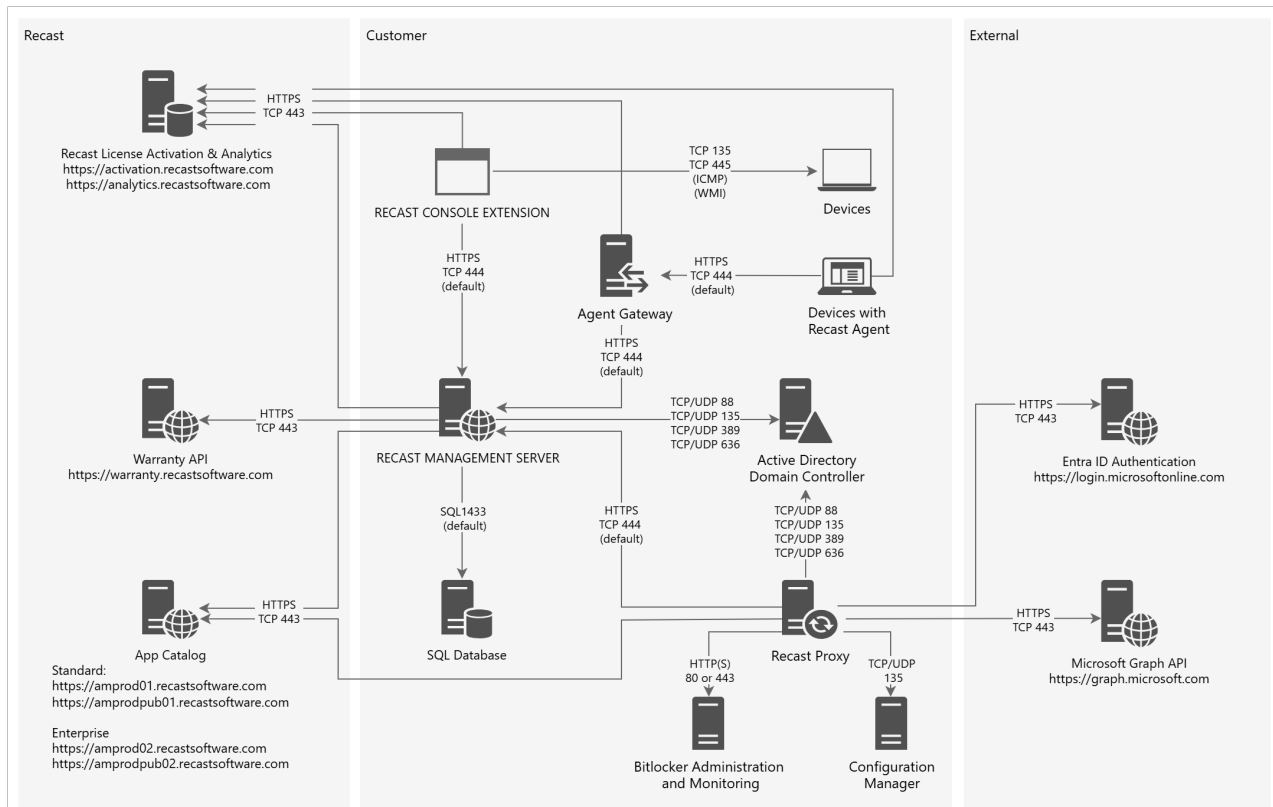 Recast
Customer
External
HTTPS
TCP 443
Recast License Activation & Analytics
https://activation.recastsoftware.com
https://analytics.recastsoftware.com
RECAST CONSOLE EXTENSION
TCP 135
TCP 445
(ICMP)
(WMI)
Devices
HTTPS
TCP 444
(default)
Agent Gateway
HTTPS
TCP 444
(default)
Devices with
Recast Agent
HTTPS
TCP 444
(default)
HTTPS
TCP 443
Warranty API
https://warranty.recastsoftware.com
RECAST MANAGEMENT SERVER
TCP/UDP 88
TCP/UDP 135
TCP/UDP 389
TCP/UDP 636
Active Directory
Domain Controller
HTTPS
TCP 443
Entra ID Authentication
https://login.microsoftonline.com
SQL1433
(default)
HTTPS
TCP 444
(default)
TCP/UDP 88
TCP/UDP 135
TCP/UDP 389
TCP/UDP 636
HTTPS
TCP 443
App Catalog
Standard:
https://amprod01.recastsoftware.com
https://amprodpub01.recastsoftware.com
Enterprise
https://amprod02.recastsoftware.com
https://amprodpub02.recastsoftware.com
SQL Database
Recast Proxy
HTTPS
TCP 443
Microsoft Graph API
https://graph.microsoft.com
HTTP(S)
80 or 443
TCP/UDP
135
Bitlocker Administration
and Monitoring
Configuration
Manager